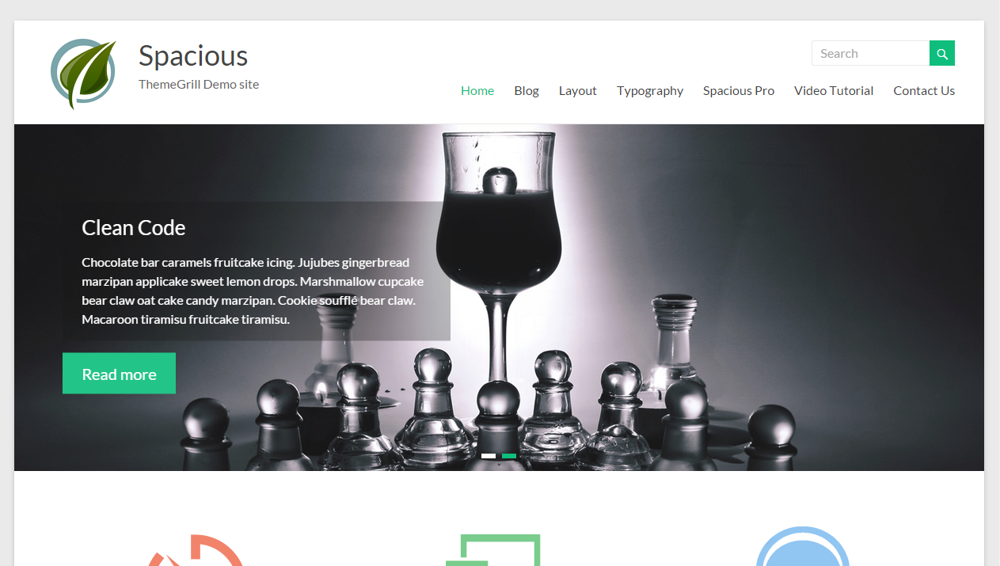 Spacious
ThemeGrill Demo site
Search
Home Blog Layout Typography Spacious Pro Video Tutorial Contact Us
Clean Code
Chocolate bar caramels fruitcake icing. Jujubes gingerbread
marzipan applicake sweet lemon drops. Marshmallow cupcake
bear claw oat cake candy marzipan. Cookie soufflé bear claw.
Macaroon tiramisu fruitcake tiramisu.
Read more